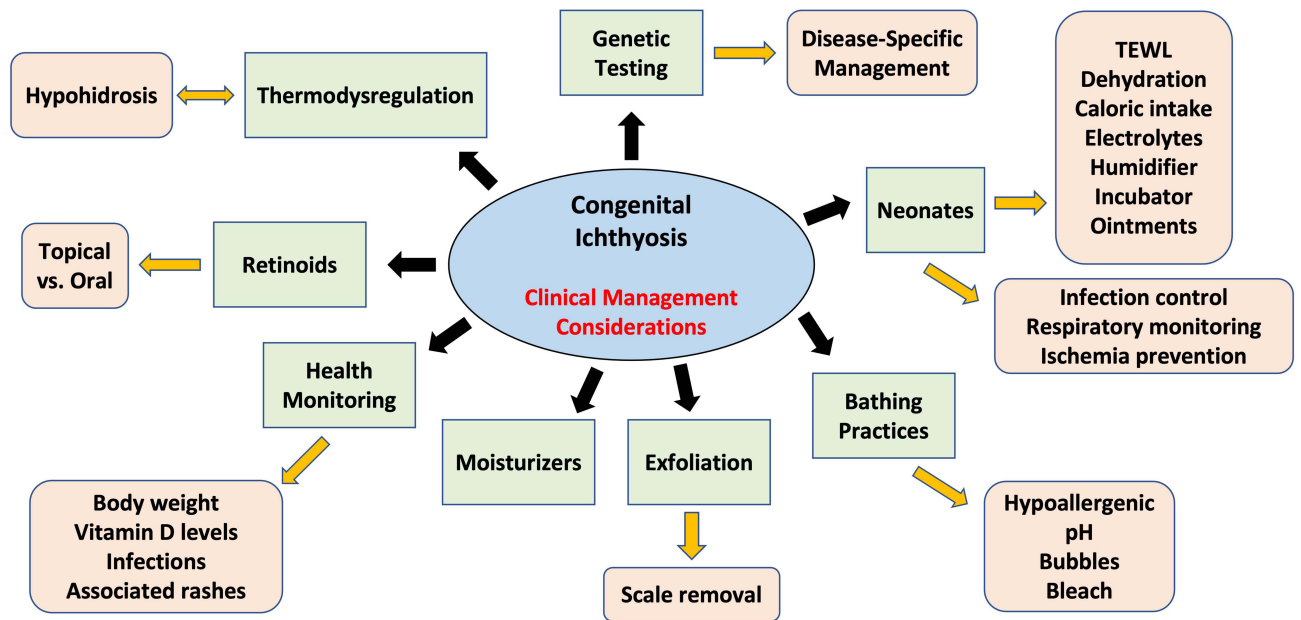 Genetic
Testing
Disease-Specific
Management
Hypohidrosis
Thermodysregulation
TEWL
Dehydration
Caloric intake
Electrolytes
Humidifier
Incubator
Ointments
Neonates
Congenital
Ichthyosis
Clinical Management
Considerations
Topical
vs. Oral
Retinoids
Infection control
Respiratory monitoring
Ischemia prevention
Health
Monitoring
Bathing
Practices
Moisturizers
Exfoliation
Body weight
Vitamin D levels
Infections
Associated rashes
Scale removal
Hypoallergenic
pH
Bubbles
Bleach